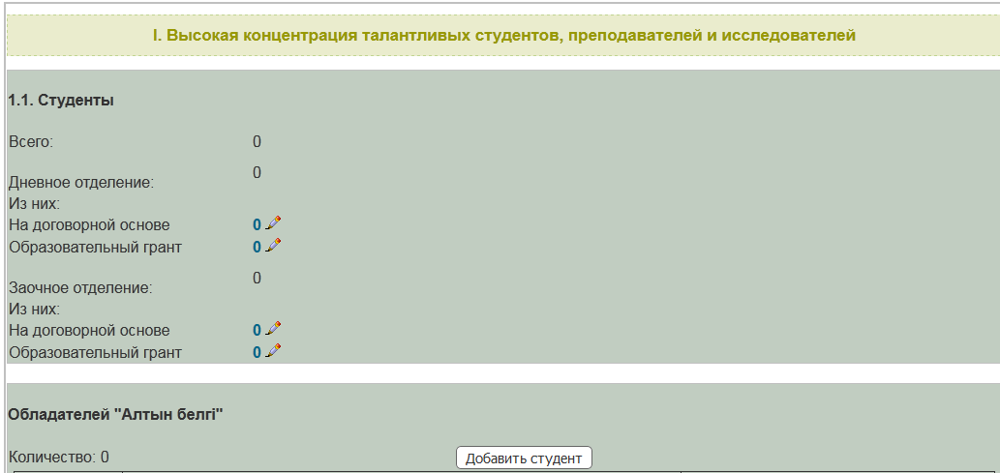 I. Высокая концентрация талантливых студентов, преподавателей и исследователей
1.1. Студенты
Всего: 0
Дневное отделение: 0
Из них:
На договорной основе 0
Образовательный грант 0
Заочное отделение: 0
Из них:
На договорной основе 0
Образовательный грант 0
Обладателей "Алтын белгі"
Количество: 0 Добавить студент